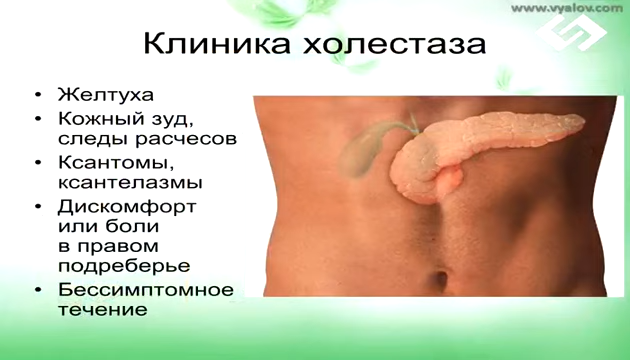 www.vyalov.com
Клиника холестаза
• Желтуха
• Кожный зуд,
следы расчесов
• Ксантомы,
ксантелазмы
• Дискомфорт
или боли
в правом
подреберье
• Бессимптомное
течение